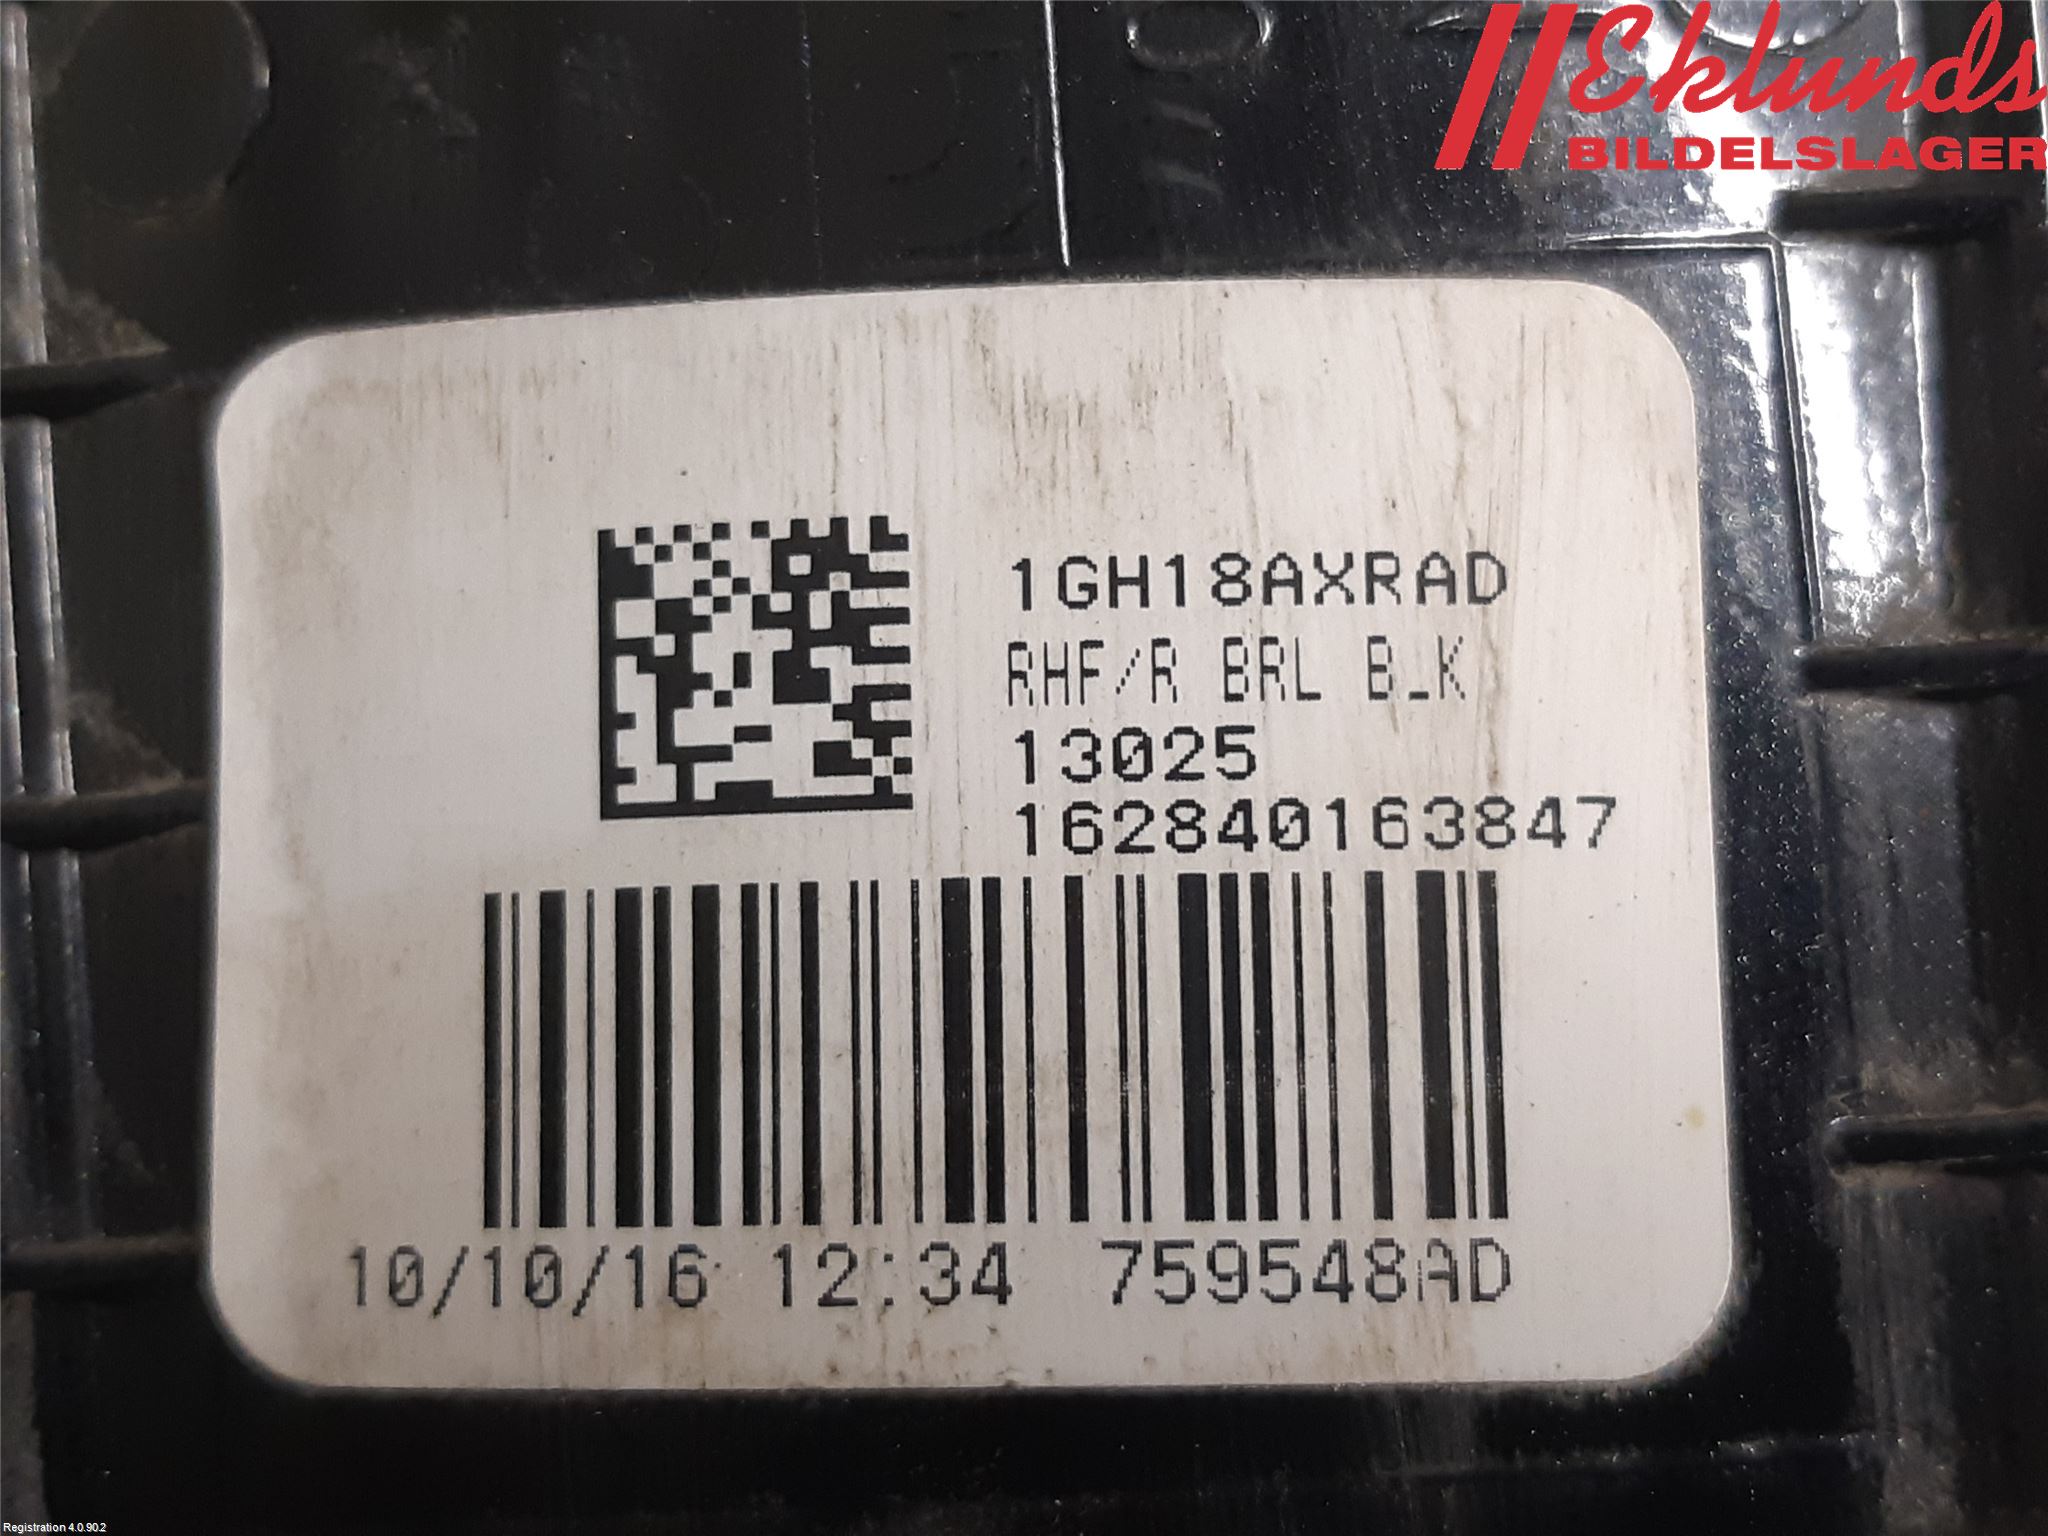 Eklunds
BILDELSLAGER
1GH18AXRAD
RHF/R BRL B_K
13025
162840163847
10/10/16 12:34 759548AD
Registration 4.0.90.2